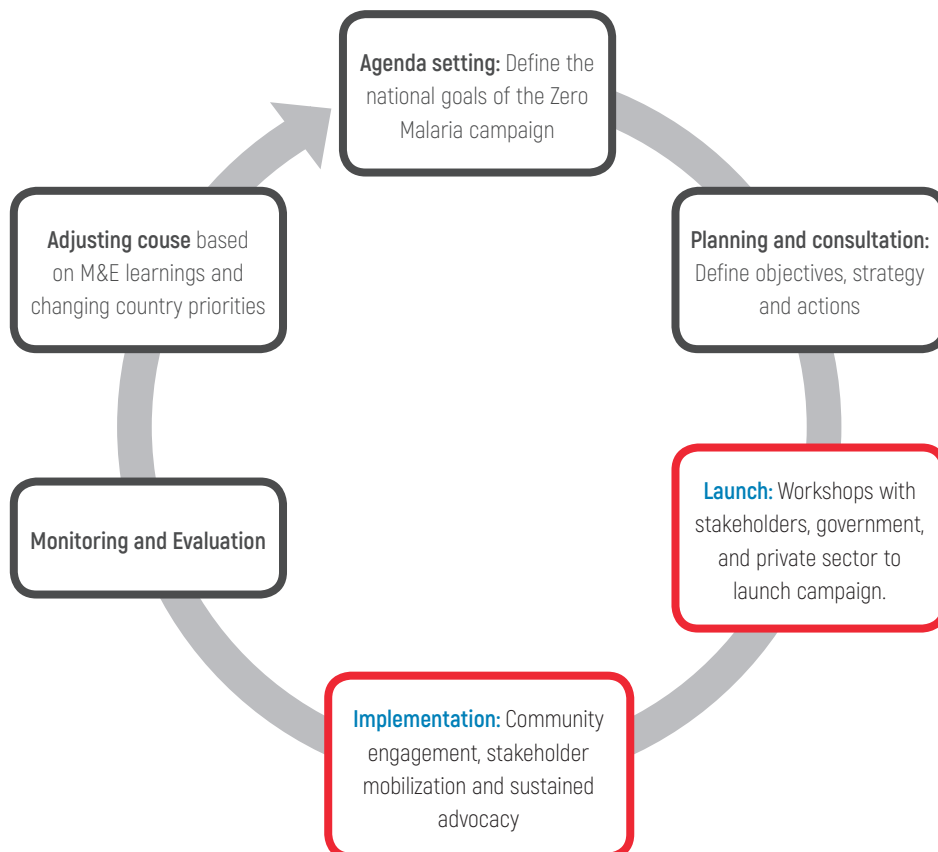 Agenda setting: Define the
national goals of the Zero
Malaria campaign
Planning and consultation:
Define objectives, strategy
and actions
Launch: Workshops with
stakeholders, government,
and private sector to
launch campaign.
Implementation: Community
engagement, stakeholder
mobilization and sustained
advocacy
Monitoring and Evaluation
Adjusting couse based
on M&E learnings and
changing country priorities